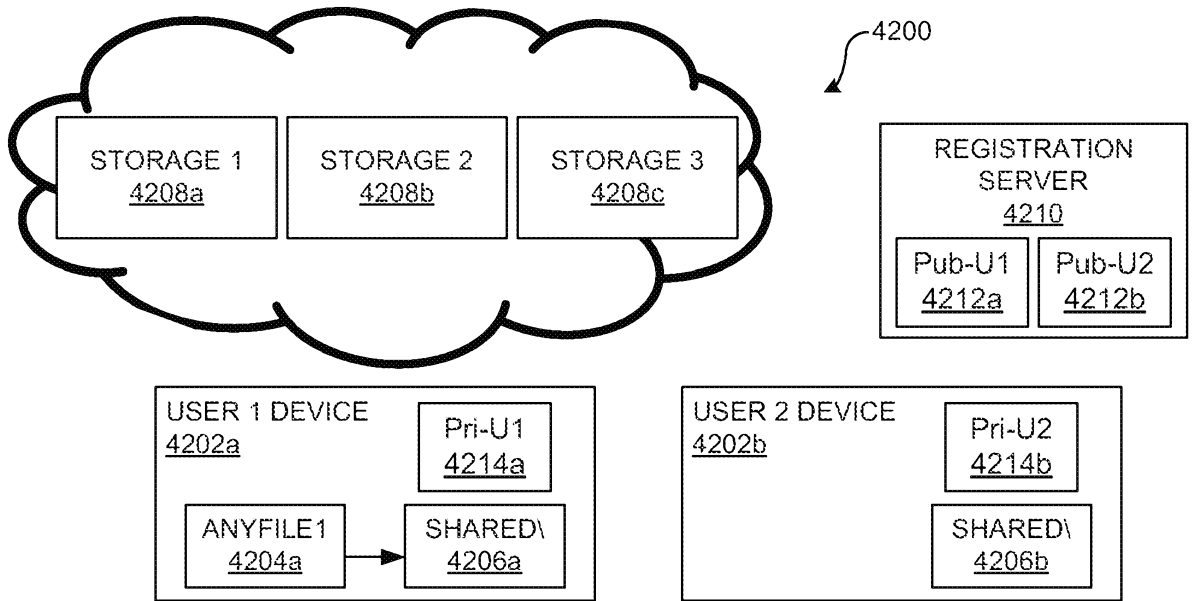 4200
STORAGE 1
4208a
STORAGE 2
4208b
STORAGE 3
4208c
REGISTRATION
SERVER
4210
Pub-U1
4212a
Pub-U2
4212b
USER 1 DEVICE
4202a
Pri-U1
4214a
ANYFILE1
4204a
SHARED\
4206a
USER 2 DEVICE
4202b
Pri-U2
4214b
SHARED\
4206b